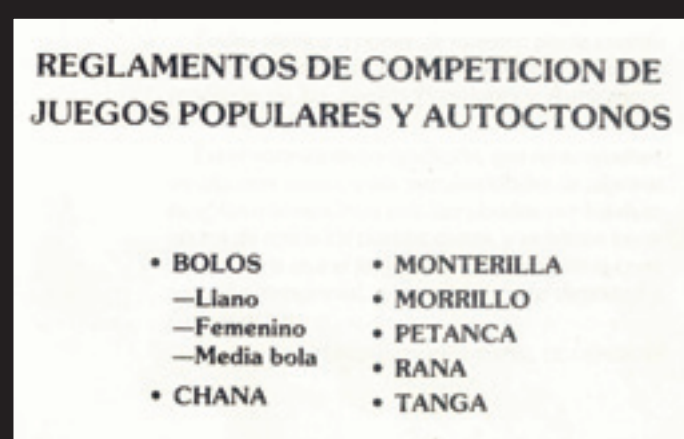 REGLAMENTOS DE COMPETICION DE
JUEGOS POPULARES Y AUTOCTONOS
• BOLOS
—Llano
—Femenino
—Media bola
• CHANA
• MONTERILLA
• MORRILLO
• PETANCA
• RANA
• TANGA